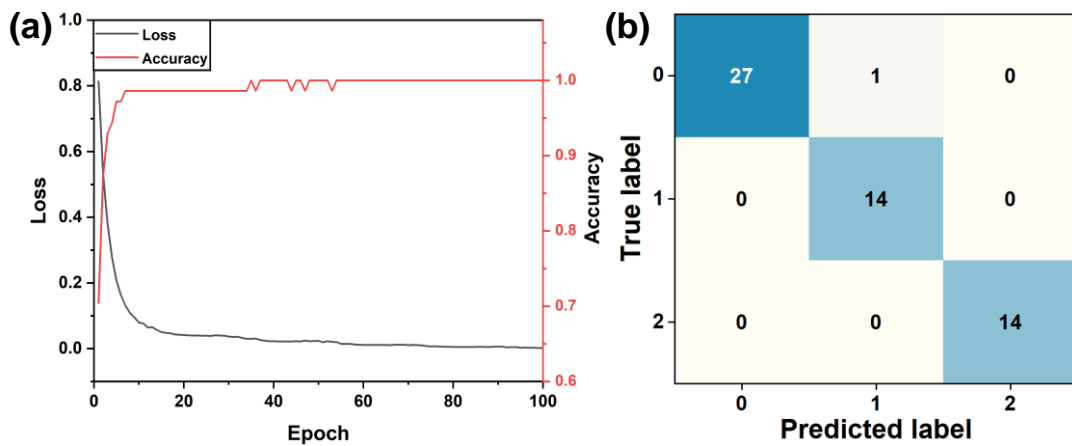 (a)
Loss
Accuracy
1.0
0.8
0.6
0.4
0.2
0.0
Loss
1.0
0.9
0.8
0.7
0.6
Accuracy
0 20 40 60 80 100
Epoch
(b)
0 27 1 0
1 0 14 0
2 0 0 14
True label
0 1 2
Predicted label